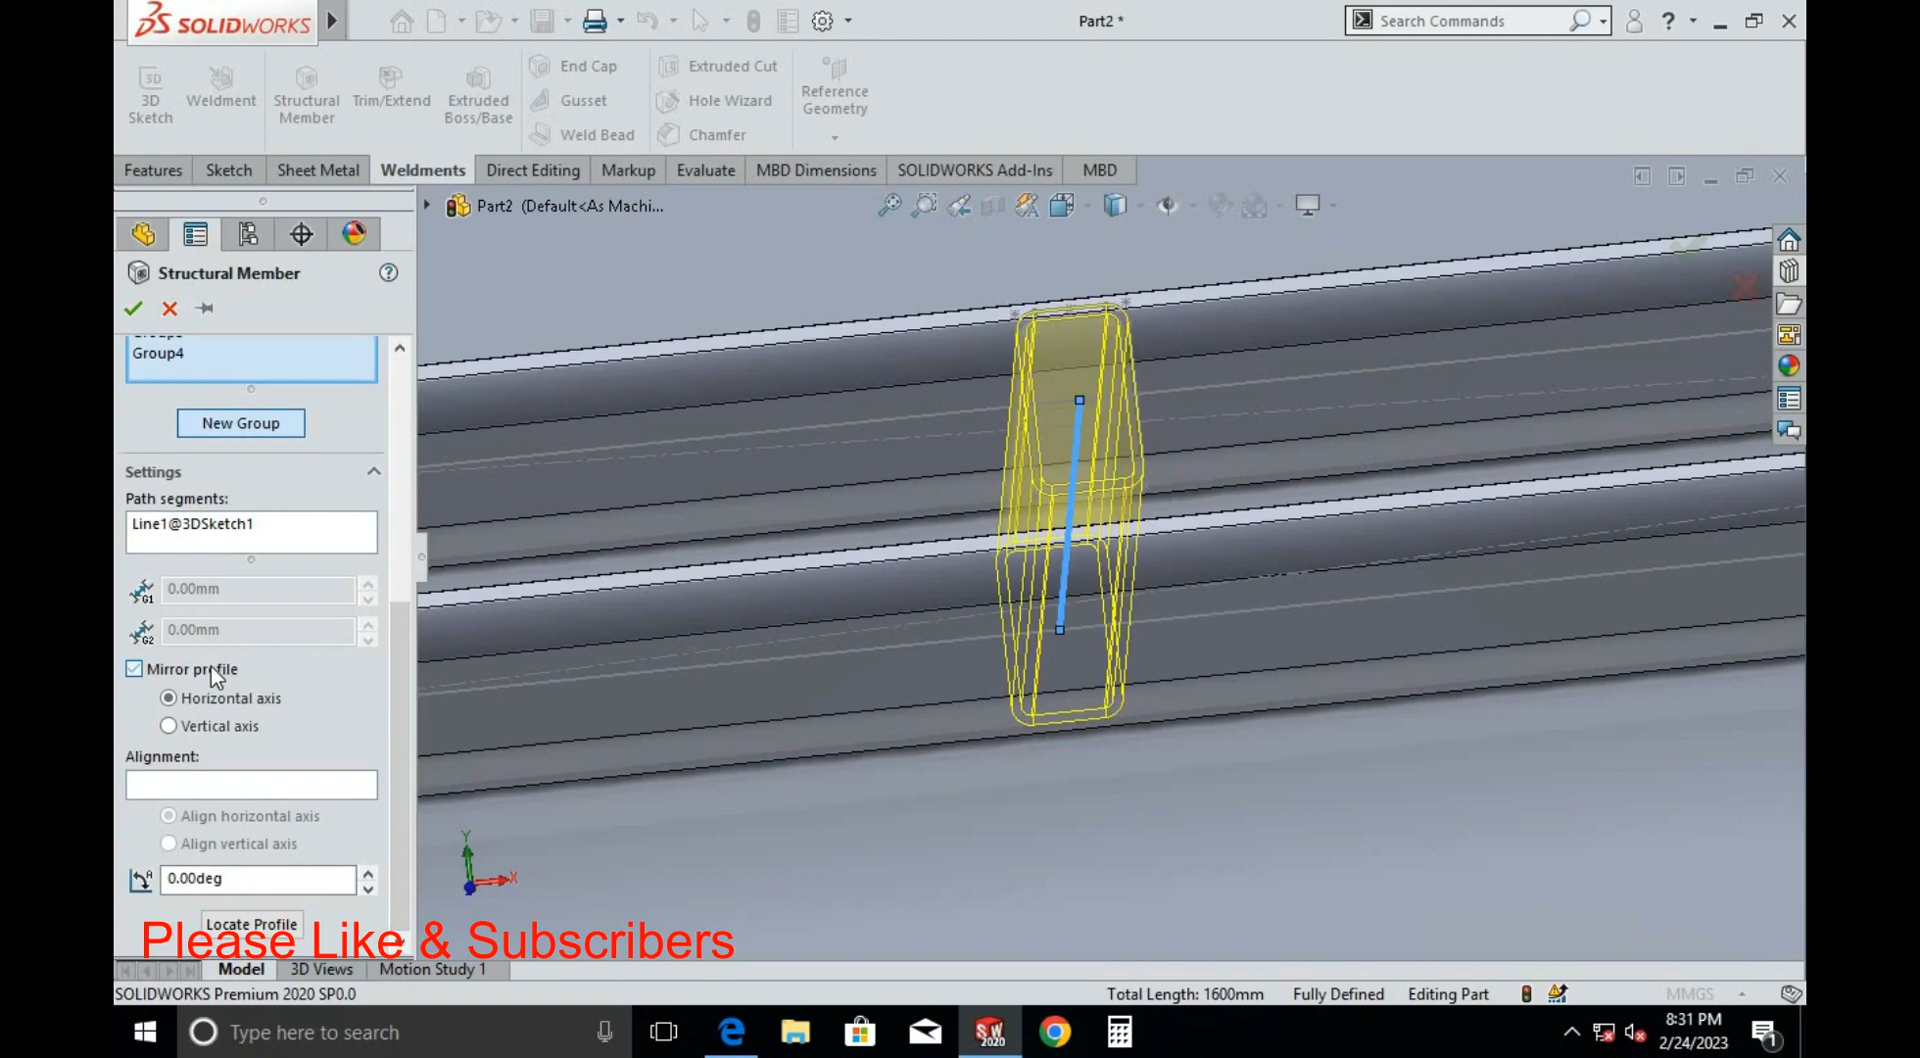 SOLIDWORKS
Part2 *
Search Commands
3D Sketch
Weldment
Structural Member
Trim/Extend
Extruded Boss/Base
End Cap
Gusset
Weld Bead
Extruded Cut
Hole Wizard
Chamfer
Reference Geometry
Features
Sketch
Sheet Metal
Weldments
Direct Editing
Markup
Evaluate
MBD Dimensions
SOLIDWORKS Add-Ins
MBD
Part2 (Default<As Machi...
Structural Member
Group4
New Group
Settings
Path segments:
Line1@3DSketch1
G1
0.00mm
G2
0.00mm
Mirror profile
Horizontal axis
Vertical axis
Alignment:
Align horizontal axis
Align vertical axis
0.00deg
Locate Profile
Y
X
Please Like & Subscribers
Model
3D Views
Motion Study 1
SOLIDWORKS Premium 2020 SP0.0
Total Length: 1600mm
Fully Defined
Editing Part
MMGS
Type here to search
SW
2020
8:31 PM
2/24/2023
1